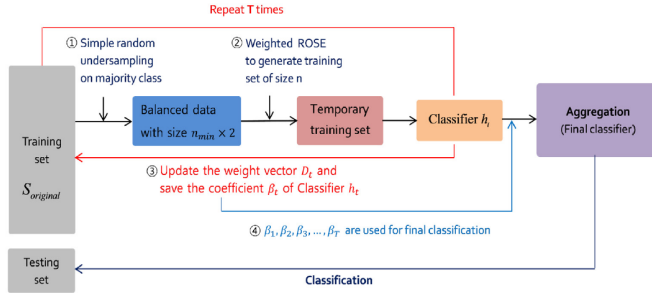 Repeat T times
① Simple random
undersampling
on majority class
② Weighted ROSE
to generate training
set of size n
Training
set
S_original
Balanced data
with size n_min × 2
Temporary
training set
Classifier h_t
Aggregation
(Final classifier)
③ Update the weight vector D_t and
save the coefficient β_t of Classifier h_t
④ β_1, β_2, β_3, ..., β_T are used for final classification
Testing
set
Classification